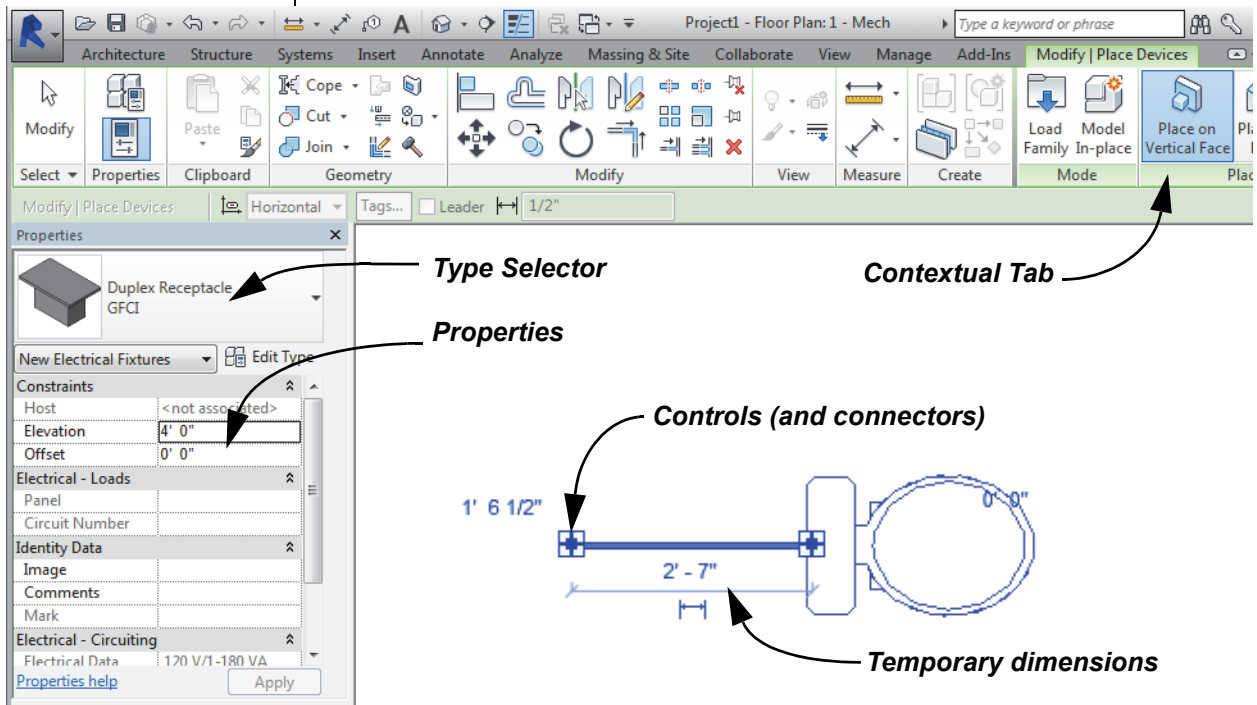 Project1 - Floor Plan: 1 - Mech
Type a keyword or phrase
Architecture Structure Systems Insert Annotate Analyze Massing & Site Collaborate View Manage Add-Ins Modify | Place Devices
Modify
Paste
Cope
Cut
Join
Load Family
Model In-place
Place on Vertical Face
Select Properties Clipboard Geometry Modify View Measure Create Mode
Modify | Place Devices Horizontal Tags... Leader 1/2"
Properties
Duplex Receptacle
GFCI
Type Selector
Contextual Tab
Properties
New Electrical Fixtures Edit Type
Constraints
Host <not associated>
Elevation 4' 0"
Offset 0' 0"
Electrical - Loads
Panel
Circuit Number
Identity Data
Image
Comments
Mark
Electrical - Circuiting
Electrical Data 120 V/1-180 VA
Properties help Apply
Controls (and connectors)
1' 6 1/2"
0' 0"
2' - 7"
Temporary dimensions